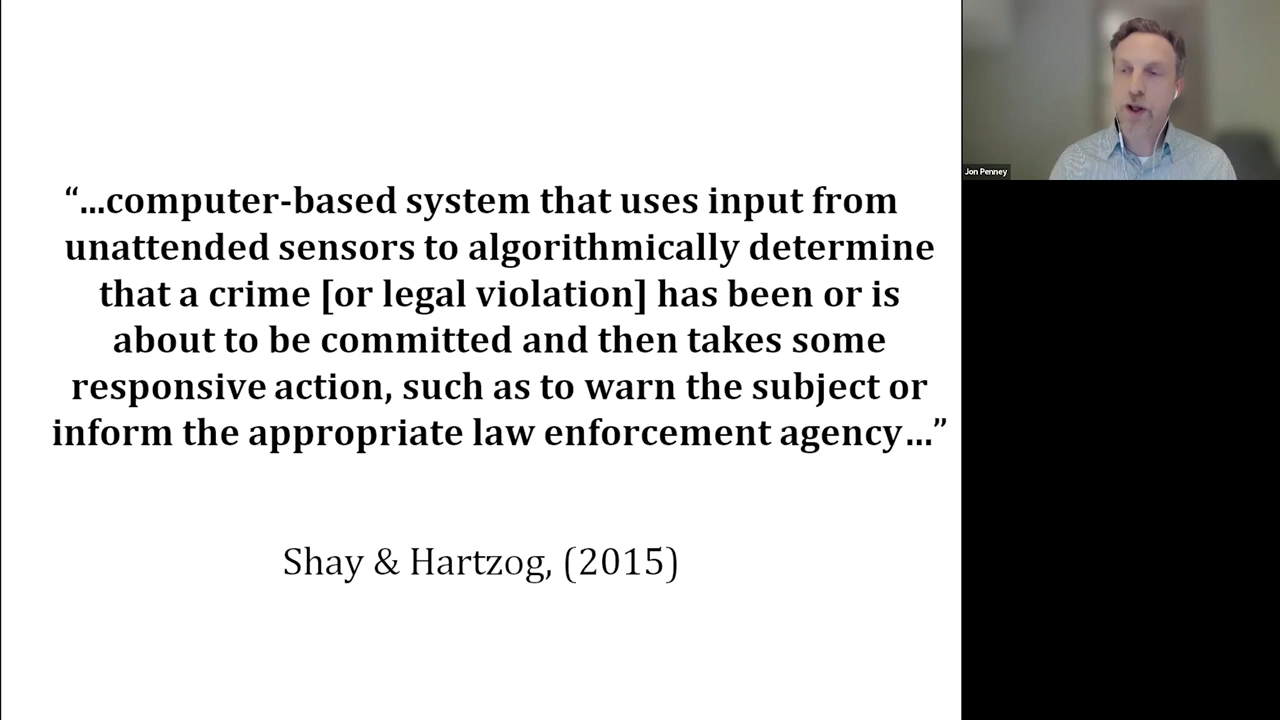 “...computer-based system that uses input from
unattended sensors to algorithmically determine
that a crime [or legal violation] has been or is
about to be committed and then takes some
responsive action, such as to warn the subject or
inform the appropriate law enforcement agency...”
Shay & Hartzog, (2015)
Jon Penney